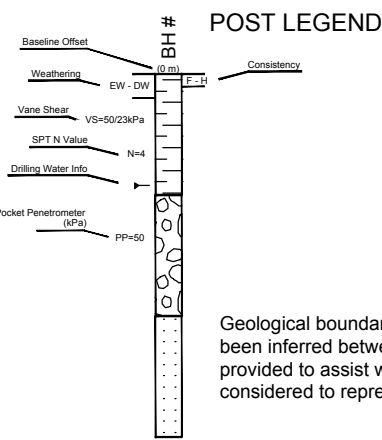 POST LEGEND
BH #
Baseline Offset
(0 m)
Consistency
Weathering
EW - DW
F - H
Vane Shear
VS=50/23kPa
SPT N Value
N=4
Drilling Water Info
Pocket Penetrometer
(kPa)
PP=50
Geological boundar
been inferred betwe
provided to assist w
considered to repre